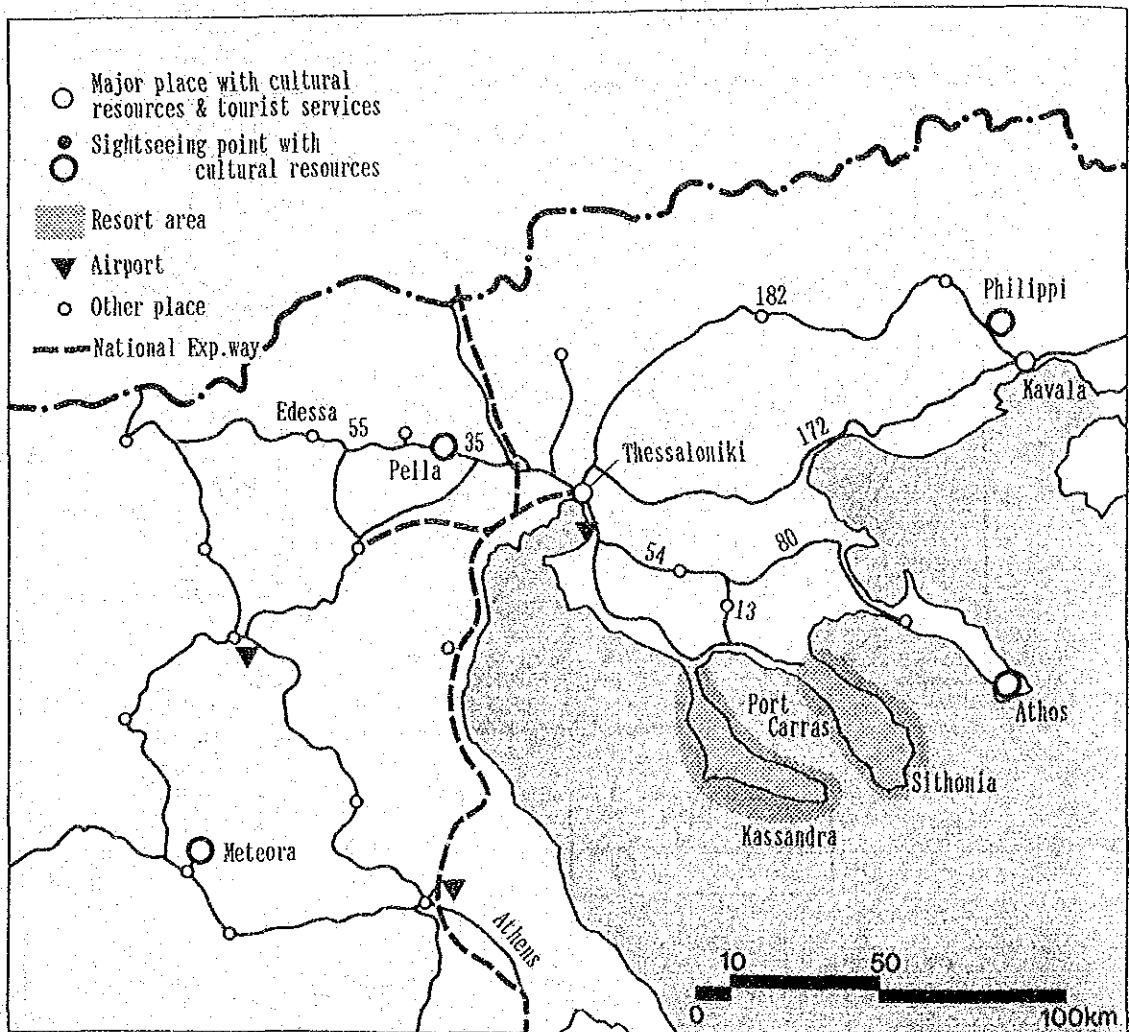 Major place with cultural
resources & tourist services
Sightseeing point with
cultural resources
Resort area
Airport
Other place
National Exp.way
182
Philippi
Kavala
Edessa
55
35
Pella
Thessaloniki
172
54
80
13
Port
Carras
Athos
Sithonia
Kassandra
Meteora
Athens
10
50
0
100km